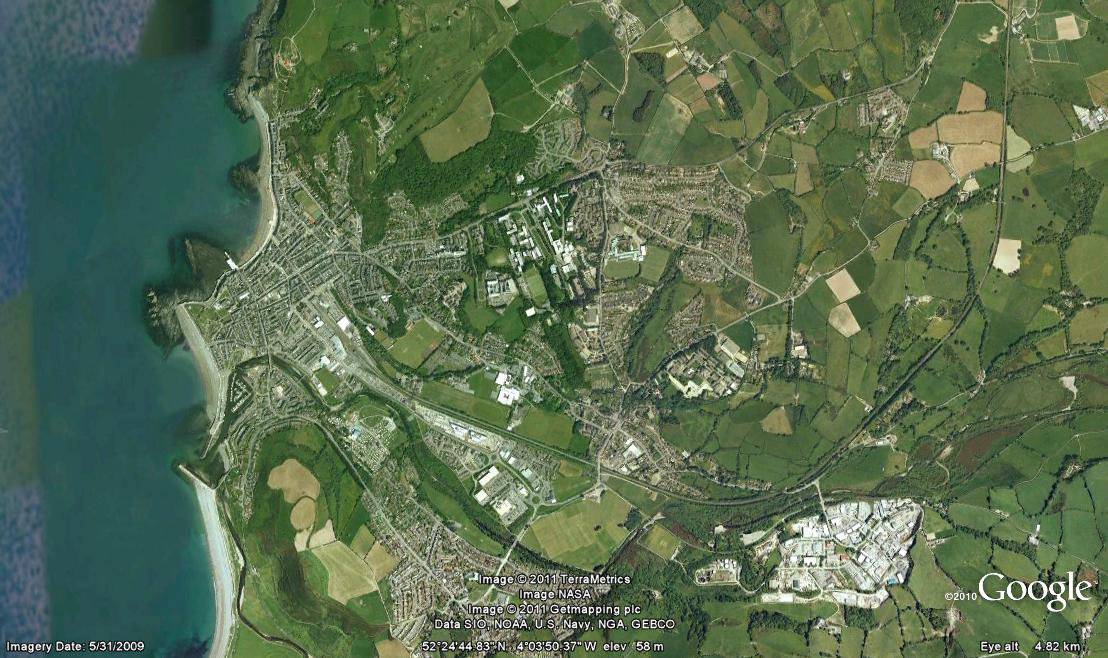 Image © 2011 TerraMetrics
Image NASA
Image © 2011 Getmapping plc
Data SIO, NOAA, U.S. Navy, NGA, GEBCO
©2010 Google
Imagery Date: 5/31/2009
52°24'44.83" N 4°03'50.37" W elev 58 m
Eye alt 4.82 km